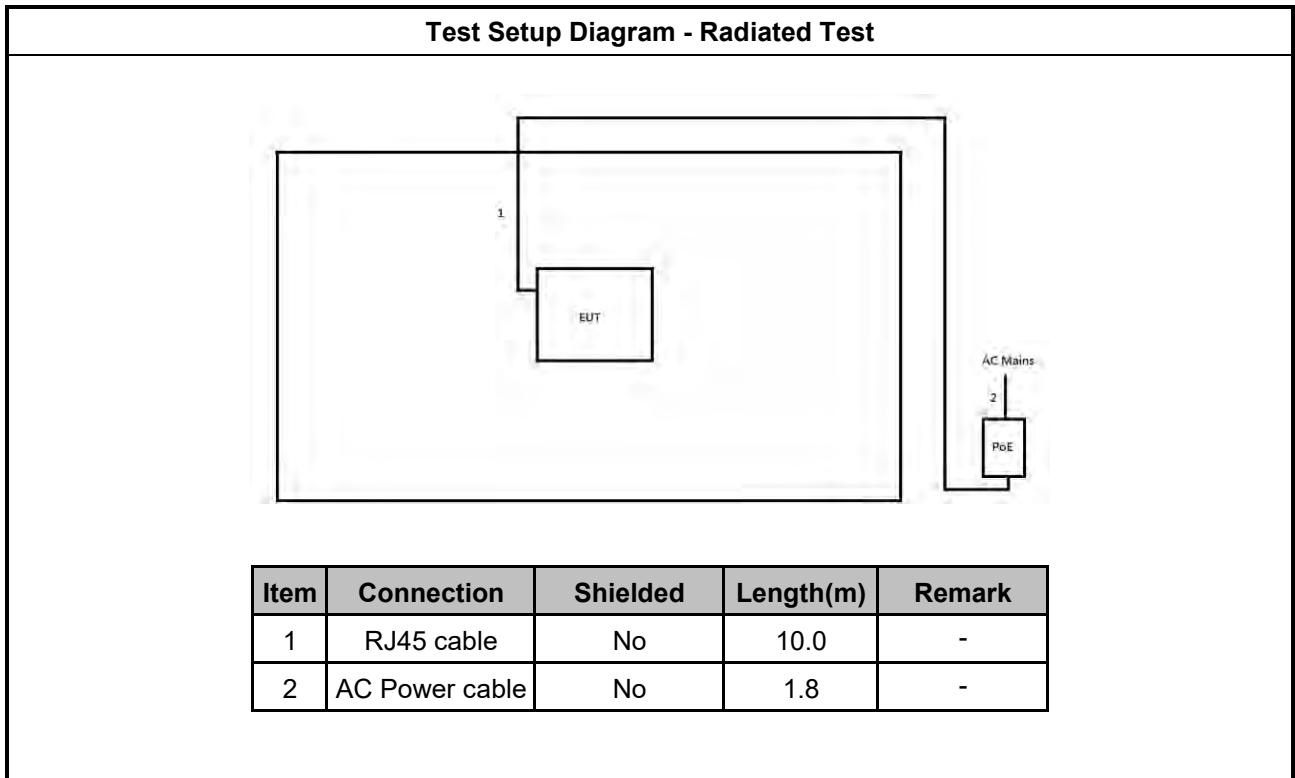 Test Setup Diagram - Radiated Test
1
EUT
AC Mains
2
PoE
Item Connection Shielded Length(m) Remark
1 RJ45 cable No 10.0 -
2 AC Power cable No 1.8 -